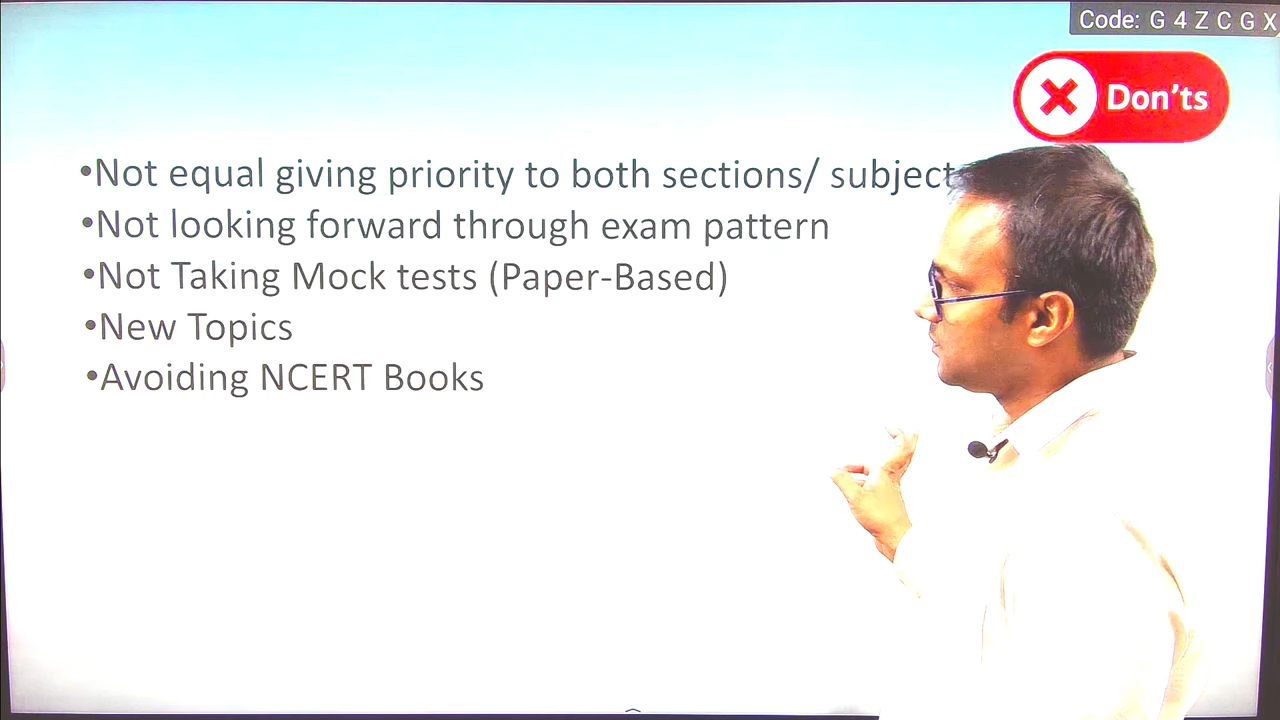 Code: G 4 Z C G X
Don'ts
•Not equal giving priority to both sections/ subject
•Not looking forward through exam pattern
•Not Taking Mock tests (Paper-Based)
•New Topics
•Avoiding NCERT Books